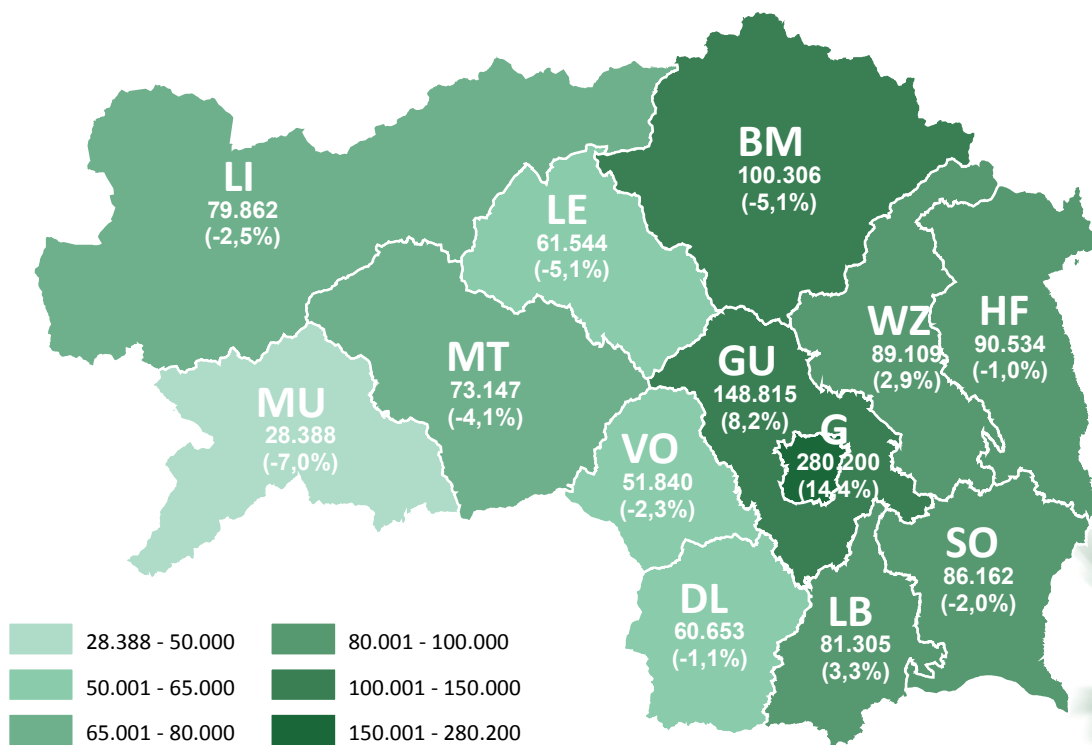 BM
100.306
(-5,1%)
LI
79.862
(-2,5%)
LE
61.544
(-5,1%)
WZ
89.109
(2,9%)
HF
90.534
(-1,0%)
MT
73.147
(-4,1%)
GU
148.815
(8,2%)
MU
28.388
(-7,0%)
G
280.200
(14,4%)
VO
51.840
(-2,3%)
SO
86.162
(-2,0%)
DL
60.653
(-1,1%)
LB
81.305
(3,3%)
28.388 - 50.000
50.001 - 65.000
65.001 - 80.000
80.001 - 100.000
100.001 - 150.000
150.001 - 280.200